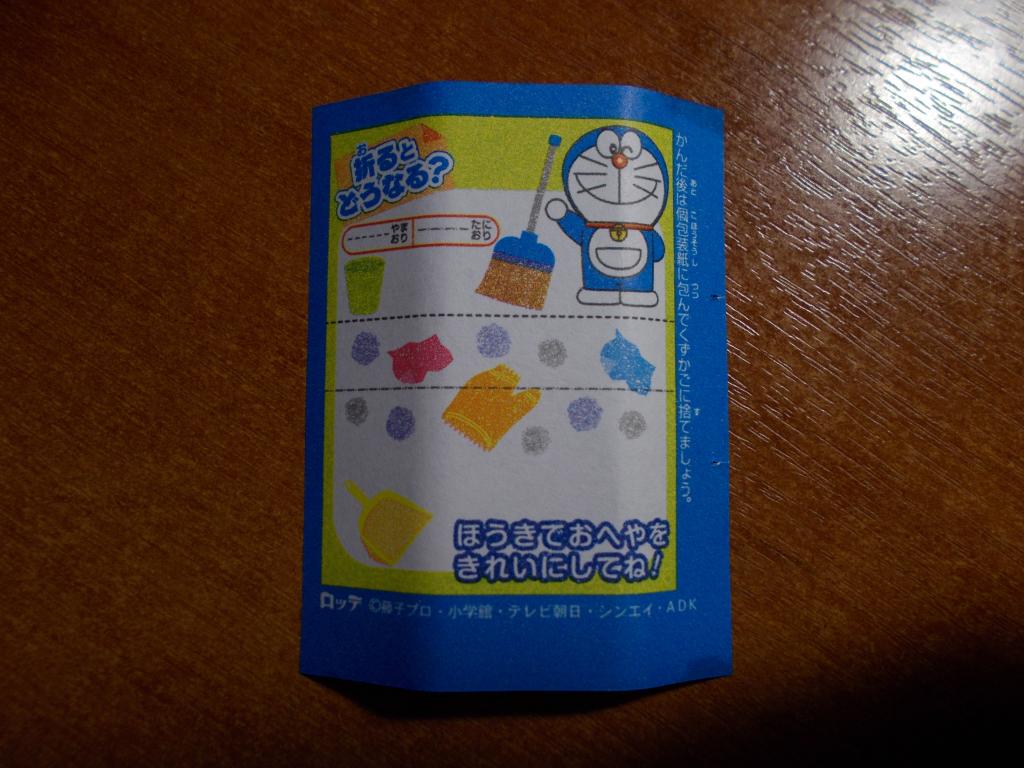 折ると
どうなる?
やまおり
たにおり
かんだ後は個包装紙に包んでくずかごに捨てましょう。
ほうきでおへやを
きれいにしてね!
ロッテ ©藤子プロ・小学館・テレビ朝日・シンエイ・ADK